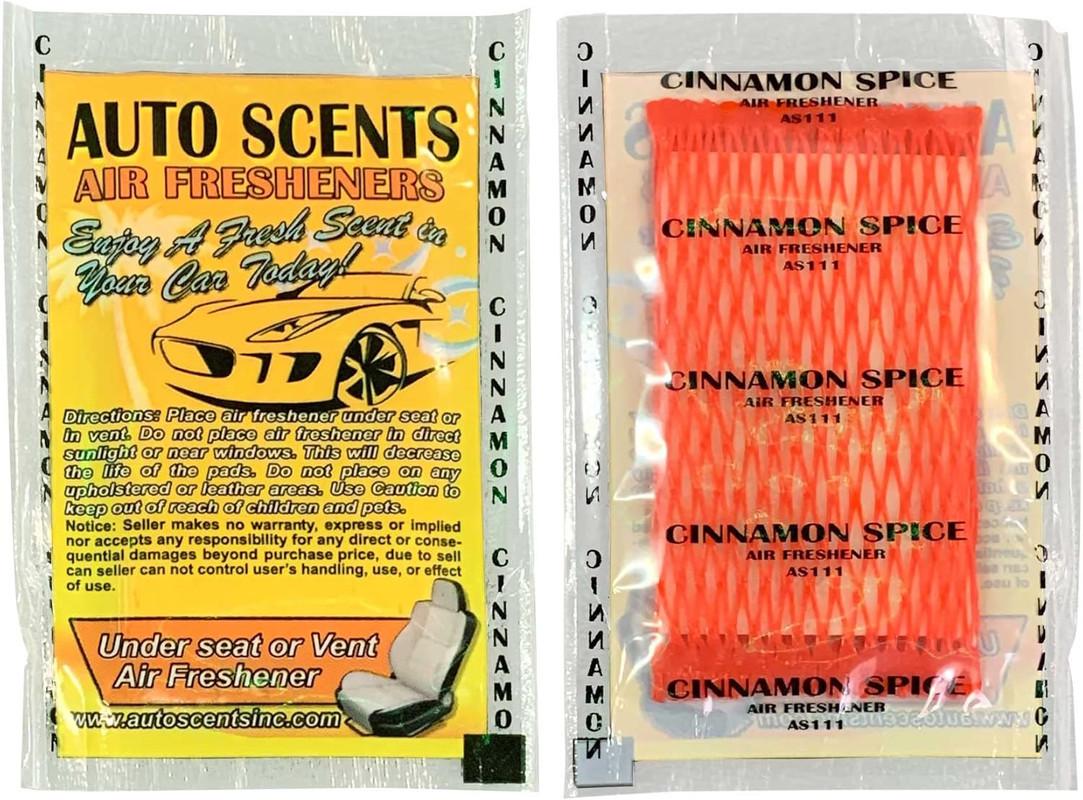 AUTO SCENTS
AIR FRESHENERS
Enjoy A Fresh Scent in
Your Car Today!
Directions: Place air freshener under seat or
in vent. Do not place air freshener in direct
sunlight or near windows. This will decrease
the life of the pads. Do not place on any
upholstered or leather areas. Use Caution to
keep out of reach of children and pets.
Notice: Seller makes no warranty, express or implied
nor accepts any responsibility for any direct or conse-
quential damages beyond purchase price, due to sell
can seller can not control user's handling, use, or effect
of use.
Under seat or Vent
Air Freshener
www.autoscentsinc.com
CINNAMON
CINNAMON
CINNAMON
CINNAMON
CINNAMO
CINNAMON SPICE
AIR FRESHENER
AS111
CINNAMON SPICE
AIR FRESHENER
AS111
CINNAMON SPICE
AIR FRESHENER
AS111
CINNAMON SPICE
AIR FRESHENER
AS111
CINNAMON SPICE
AIR FRESHENER
AS111
CINNAMON
CINNAMON
CINNAMON
CINNAMON
CINNAMON